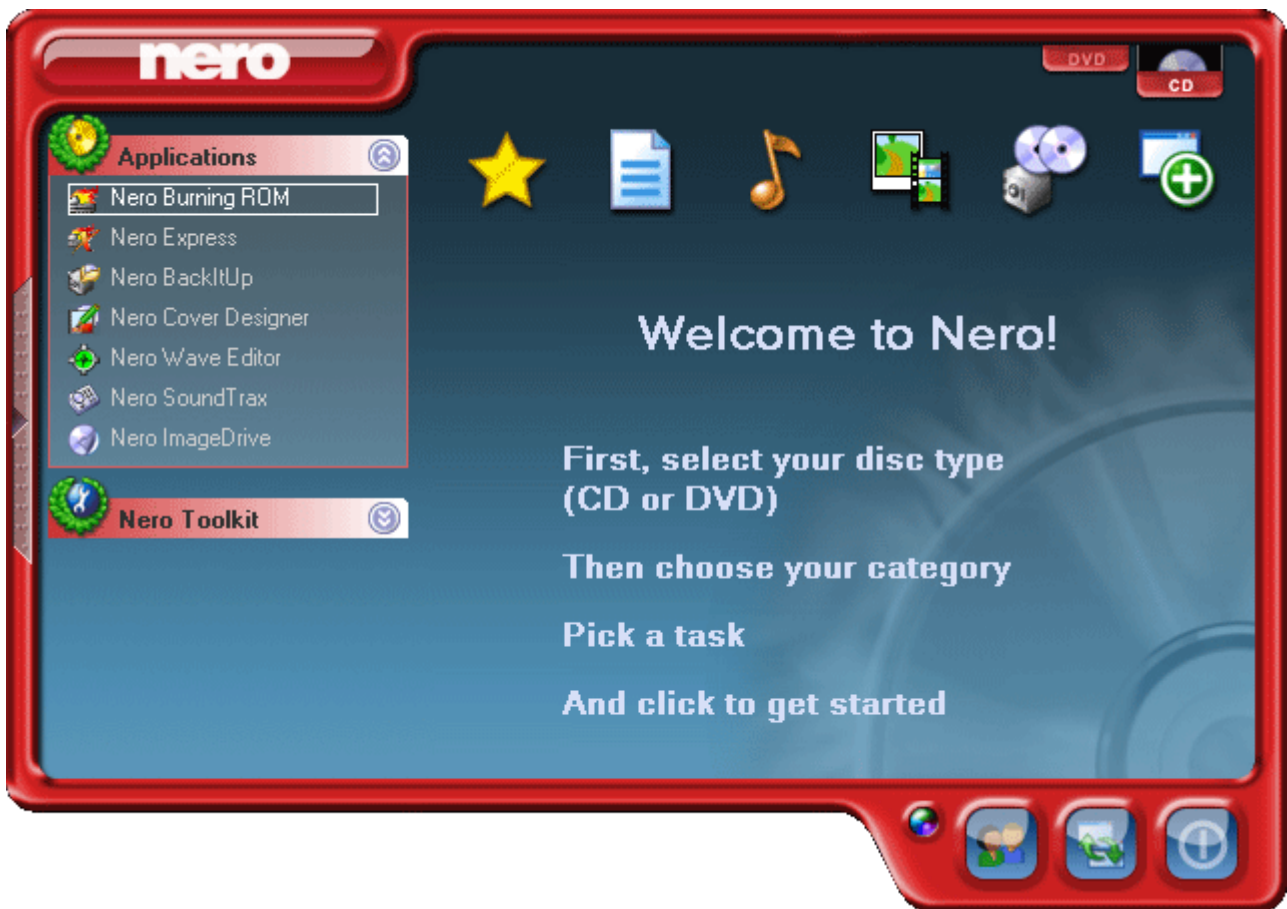 nero
DVD
CD
Applications
Nero Burning ROM
Nero Express
Nero BackItUp
Nero Cover Designer
Nero Wave Editor
Nero SoundTrax
Nero ImageDrive
Nero Toolkit
Welcome to Nero!
First, select your disc type
(CD or DVD)
Then choose your category
Pick a task
And click to get started